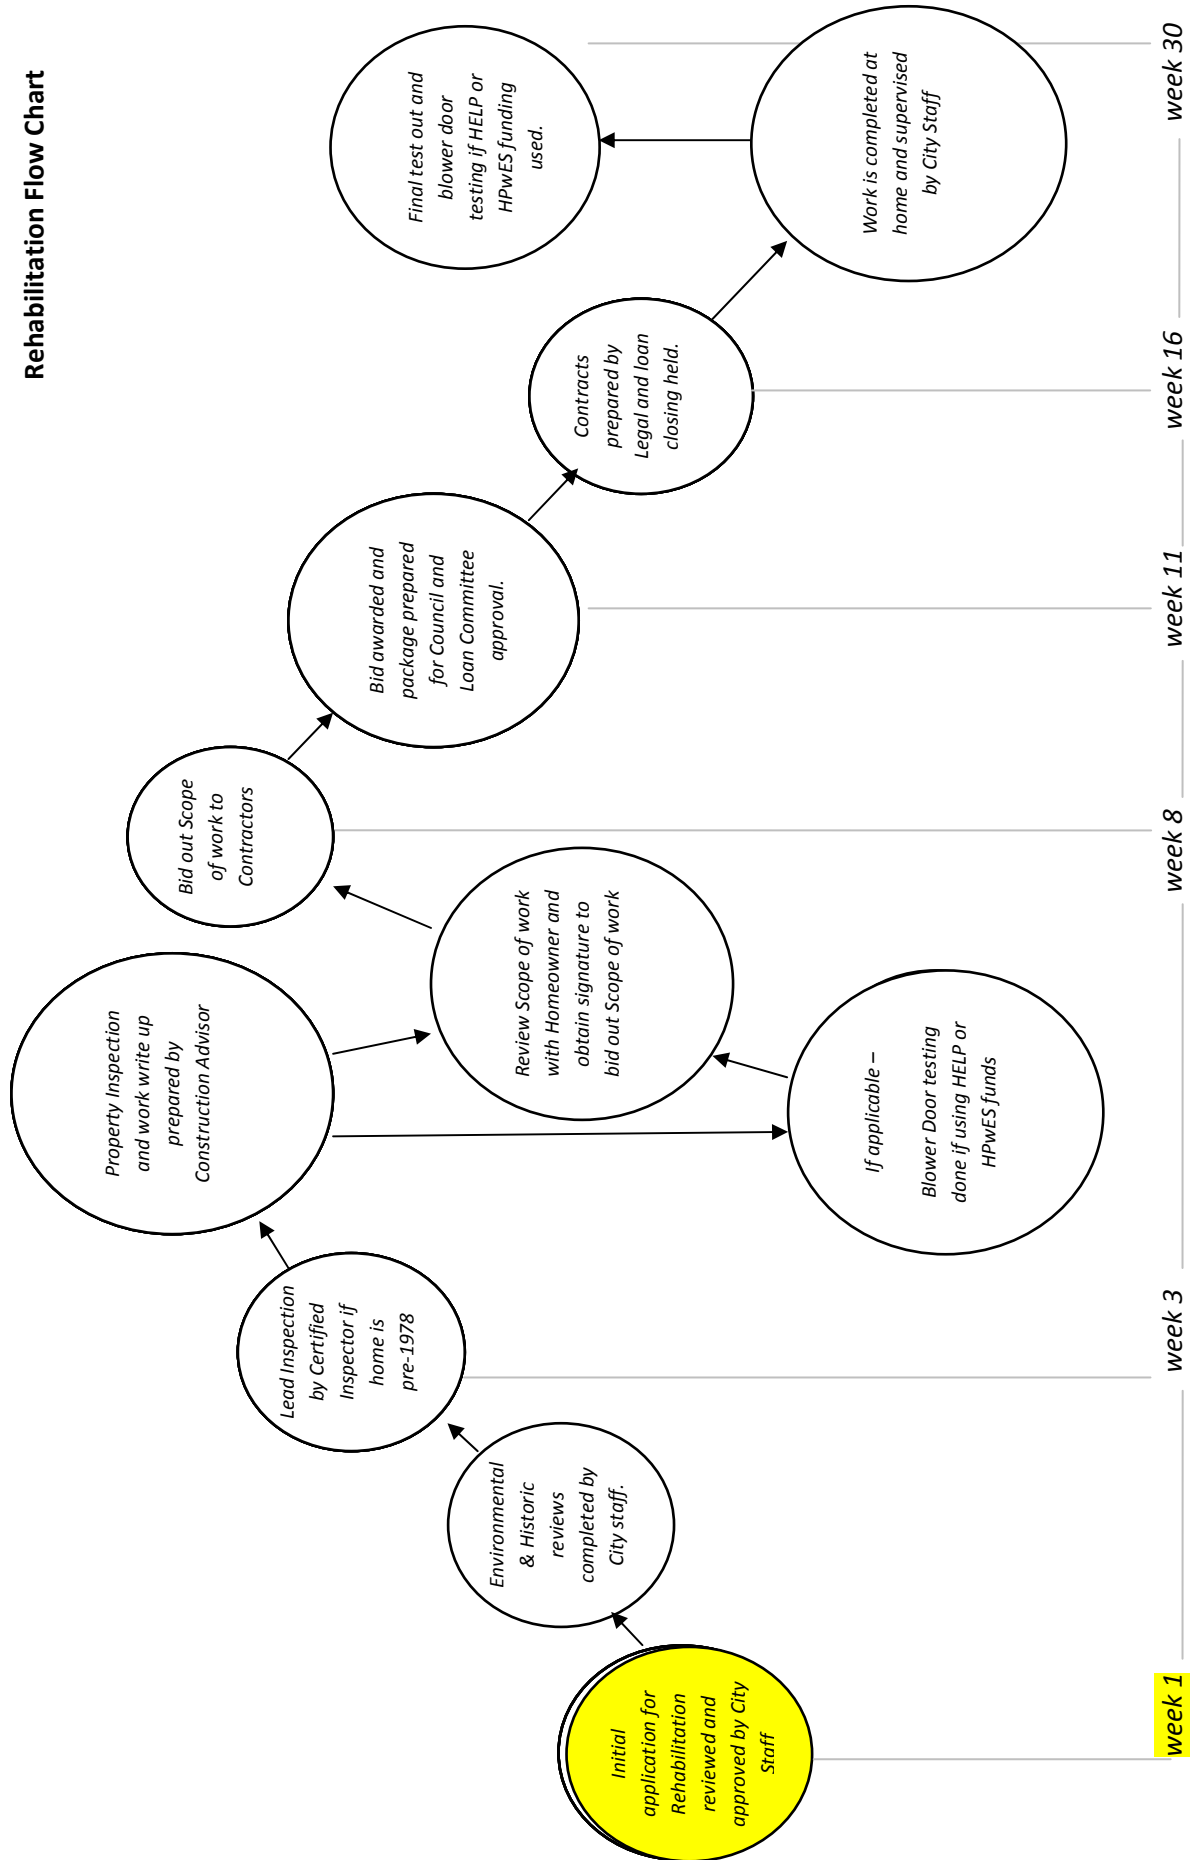 Rehabilitation Flow Chart
Initial
application for
Rehabilitation
reviewed and
approved by City
Staff
Environmental
& Historic
reviews
completed by
City staff.
Lead Inspection
by Certified
Inspector if
home is
pre-1978
Property Inspection
and work write up
prepared by
Construction Advisor
If applicable –
Blower Door testing
done if using HELP or
HPwES funds
Review Scope of work
with Homeowner and
obtain signature to
bid out Scope of work
Bid out Scope
of work to
Contractors
Bid awarded and
package prepared
for Council and
Loan Committee
approval.
Contracts
prepared by
Legal and loan
closing held.
Work is completed at
home and supervised
by City Staff
Final test out and
blower door
testing if HELP or
HPwES funding
used.
week 1
week 3
week 8
week 11
week 16
week 30